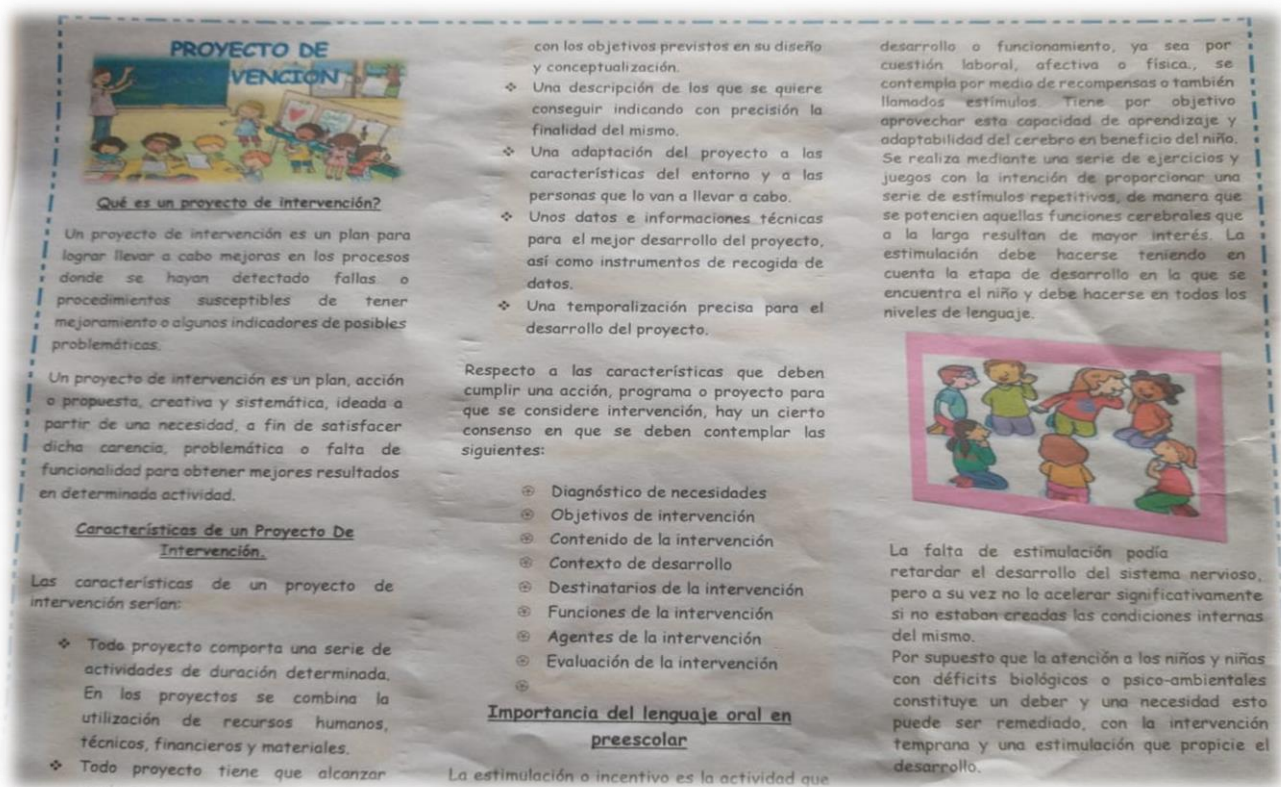 PROYECTO DE
VENCION
Qué es un proyecto de intervención?
Un proyecto de intervención es un plan para
lograr llevar a cabo mejoras en los procesos
donde se hayan detectado fallas o
procedimientos susceptibles de tener
mejoramiento o algunos indicadores de posibles
problemáticas.
Un proyecto de intervención es un plan, acción
o propuesta, creativa y sistemática, ideada a
partir de una necesidad, a fin de satisfacer
dicha carencia, problemática o falta de
funcionalidad para obtener mejores resultados
en determinada actividad.
Características de un Proyecto De
Intervención.
Las características de un proyecto de
intervención serían:
❖ Todo proyecto comporta una serie de
actividades de duración determinada.
En los proyectos se combina la
utilización de recursos humanos,
técnicos, financieros y materiales.
❖ Todo proyecto tiene que alcanzar
con los objetivos previstos en su diseño
y conceptualización.
❖ Una descripción de los que se quiere
conseguir indicando con precisión la
finalidad del mismo.
❖ Una adaptación del proyecto a las
características del entorno y a las
personas que lo van a llevar a cabo.
❖ Unos datos e informaciones técnicas
para el mejor desarrollo del proyecto,
así como instrumentos de recogida de
datos.
❖ Una temporalización precisa para el
desarrollo del proyecto.
Respecto a las características que deben
cumplir una acción, programa o proyecto para
que se considere intervención, hay un cierto
consenso en que se deben contemplar las
siguientes:
Diagnóstico de necesidades
Objetivos de intervención
Contenido de la intervención
Contexto de desarrollo
Destinatarios de la intervención
Funciones de la intervención
Agentes de la intervención
Evaluación de la intervención
Importancia del lenguaje oral en
preescolar
La estimulación o incentivo es la actividad que
desarrollo o funcionamiento, ya sea por
cuestión laboral, afectiva o física., se
contempla por medio de recompensas o también
llamados estímulos. Tiene por objetivo
aprovechar esta capacidad de aprendizaje y
adaptabilidad del cerebro en beneficio del niño.
Se realiza mediante una serie de ejercicios y
juegos con la intención de proporcionar una
serie de estímulos repetitivos, de manera que
se potencien aquellas funciones cerebrales que
a la larga resultan de mayor interés. La
estimulación debe hacerse teniendo en
cuenta la etapa de desarrollo en la que se
encuentra el niño y debe hacerse en todos los
niveles de lenguaje.
La falta de estimulación podía
retardar el desarrollo del sistema nervioso,
pero a su vez no lo acelerar significativamente
si no estaban creadas las condiciones internas
del mismo.
Por supuesto que la atención a los niños y niñas
con déficits biológicos o psico-ambientales
constituye un deber y una necesidad esto
puede ser remediado, con la intervención
temprana y una estimulación que propicie el
desarrollo.